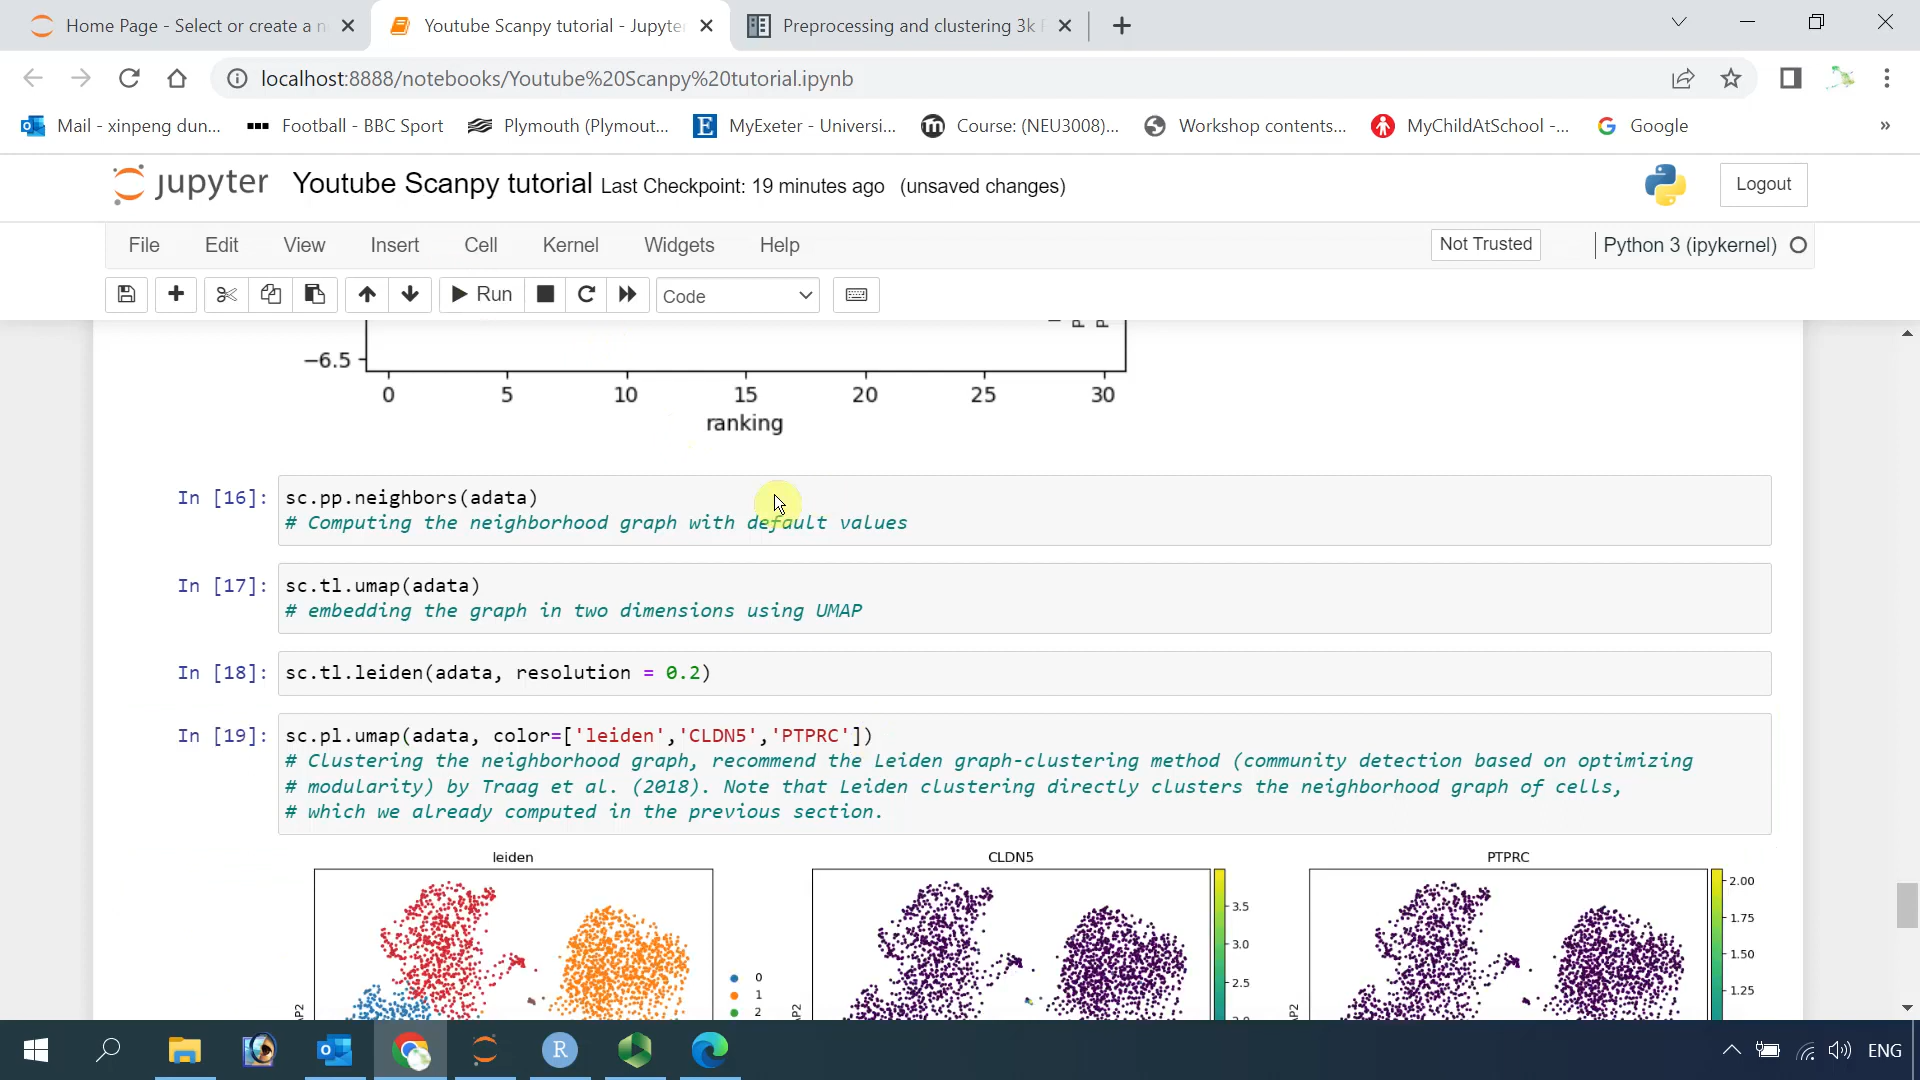 Home Page - Select or create a n
Youtube Scanpy tutorial - Jupyte
Preprocessing and clustering 3k
localhost:8888/notebooks/Youtube%20Scanpy%20tutorial.ipynb
Mail - xinpeng dun...
Football - BBC Sport
Plymouth (Plymout...
E
MyExeter - Universi...
m
Course: (NEU3008)...
Workshop contents...
MyChildAtSchool -...
Google
»
jupyter
Youtube Scanpy tutorial
Last Checkpoint: 19 minutes ago
(unsaved changes)
Logout
File
Edit
View
Insert
Cell
Kernel
Widgets
Help
Not Trusted
Python 3 (ipykernel)
Run
Code
−6.5
0
5
10
15
20
25
30
ranking
In [16]:
sc.pp.neighbors(adata)
# Computing the neighborhood graph with default values
In [17]:
sc.tl.umap(adata)
# embedding the graph in two dimensions using UMAP
In [18]:
sc.tl.leiden(adata, resolution = 0.2)
In [19]:
sc.pl.umap(adata, color=['leiden','CLDN5','PTPRC'])
# Clustering the neighborhood graph, recommend the Leiden graph-clustering method (community detection based on optimizing
# modularity) by Traag et al. (2018). Note that Leiden clustering directly clusters the neighborhood graph of cells,
# which we already computed in the previous section.
leiden
CLDN5
PTPRC
0
1
2
3.5
3.0
2.5
2.00
1.75
1.50
1.25
R
ENG